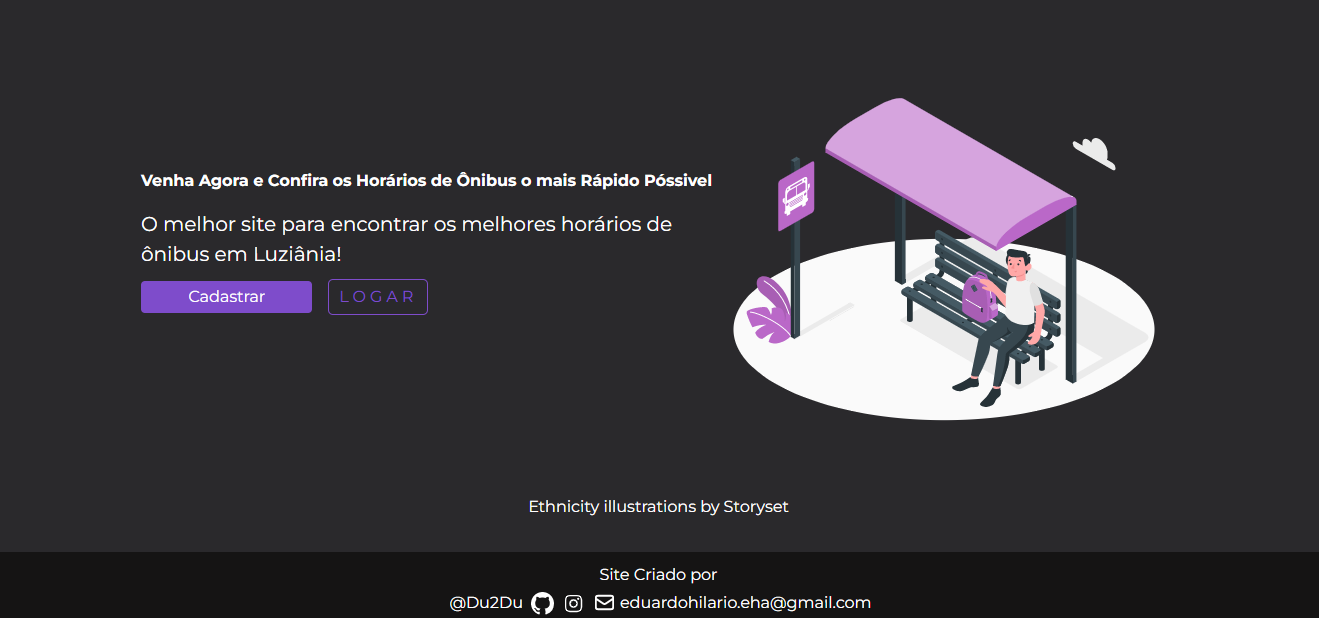 Venha Agora e Confira os Horários de Ônibus o mais Rápido Póssivel
O melhor site para encontrar os melhores horários de
ônibus em Luziânia!
Cadastrar
LOGAR
Ethnicity illustrations by Storyset
Site Criado por
@Du2Du eduardohilario.eha@gmail.com